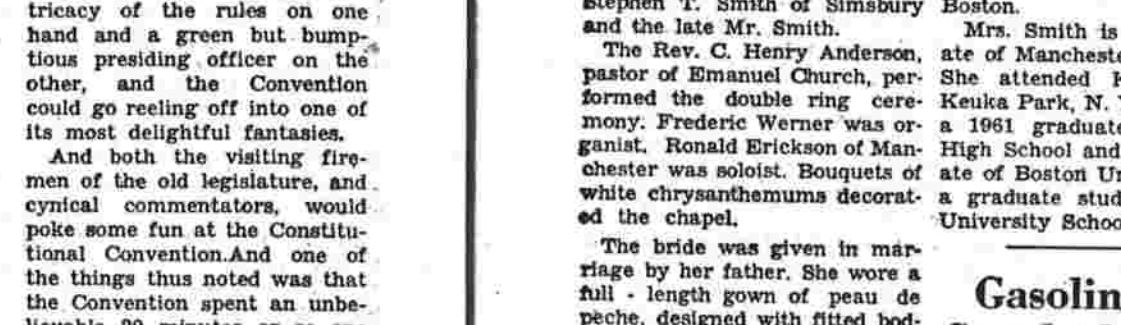 tricacy of the rules on one
hand and a green but bump-
tious presiding officer on the
other, and the Convention
could go reeling off into one of
its most delightful fantasies.
And both the visiting fire-
men of the old legislature, and
cynical commentators, would
poke some fun at the Constitu-
tional Convention.And one of
the things thus noted was that
the Convention spent an unbe-
Stephen T. Smith of Simsbury
and the late Mr. Smith.
The Rev. C. Henry Anderson,
pastor of Emanuel Church, per-
formed the double ring cere-
mony. Frederic Werner was or-
ganist. Ronald Erickson of Man-
chester was soloist. Bouquets of
white chrysanthemums decorat-
ed the chapel.
The bride was given in mar-
riage by her father. She wore a
full - length gown of peau de
peche, designed with fitted bod-
Boston.
Mrs. Smith is
ate of Mancheste
She attended
Keuka Park, N.
a 1961 graduate
High School and
ate of Boston Un
a graduate stud
University Schoo
Gasolin